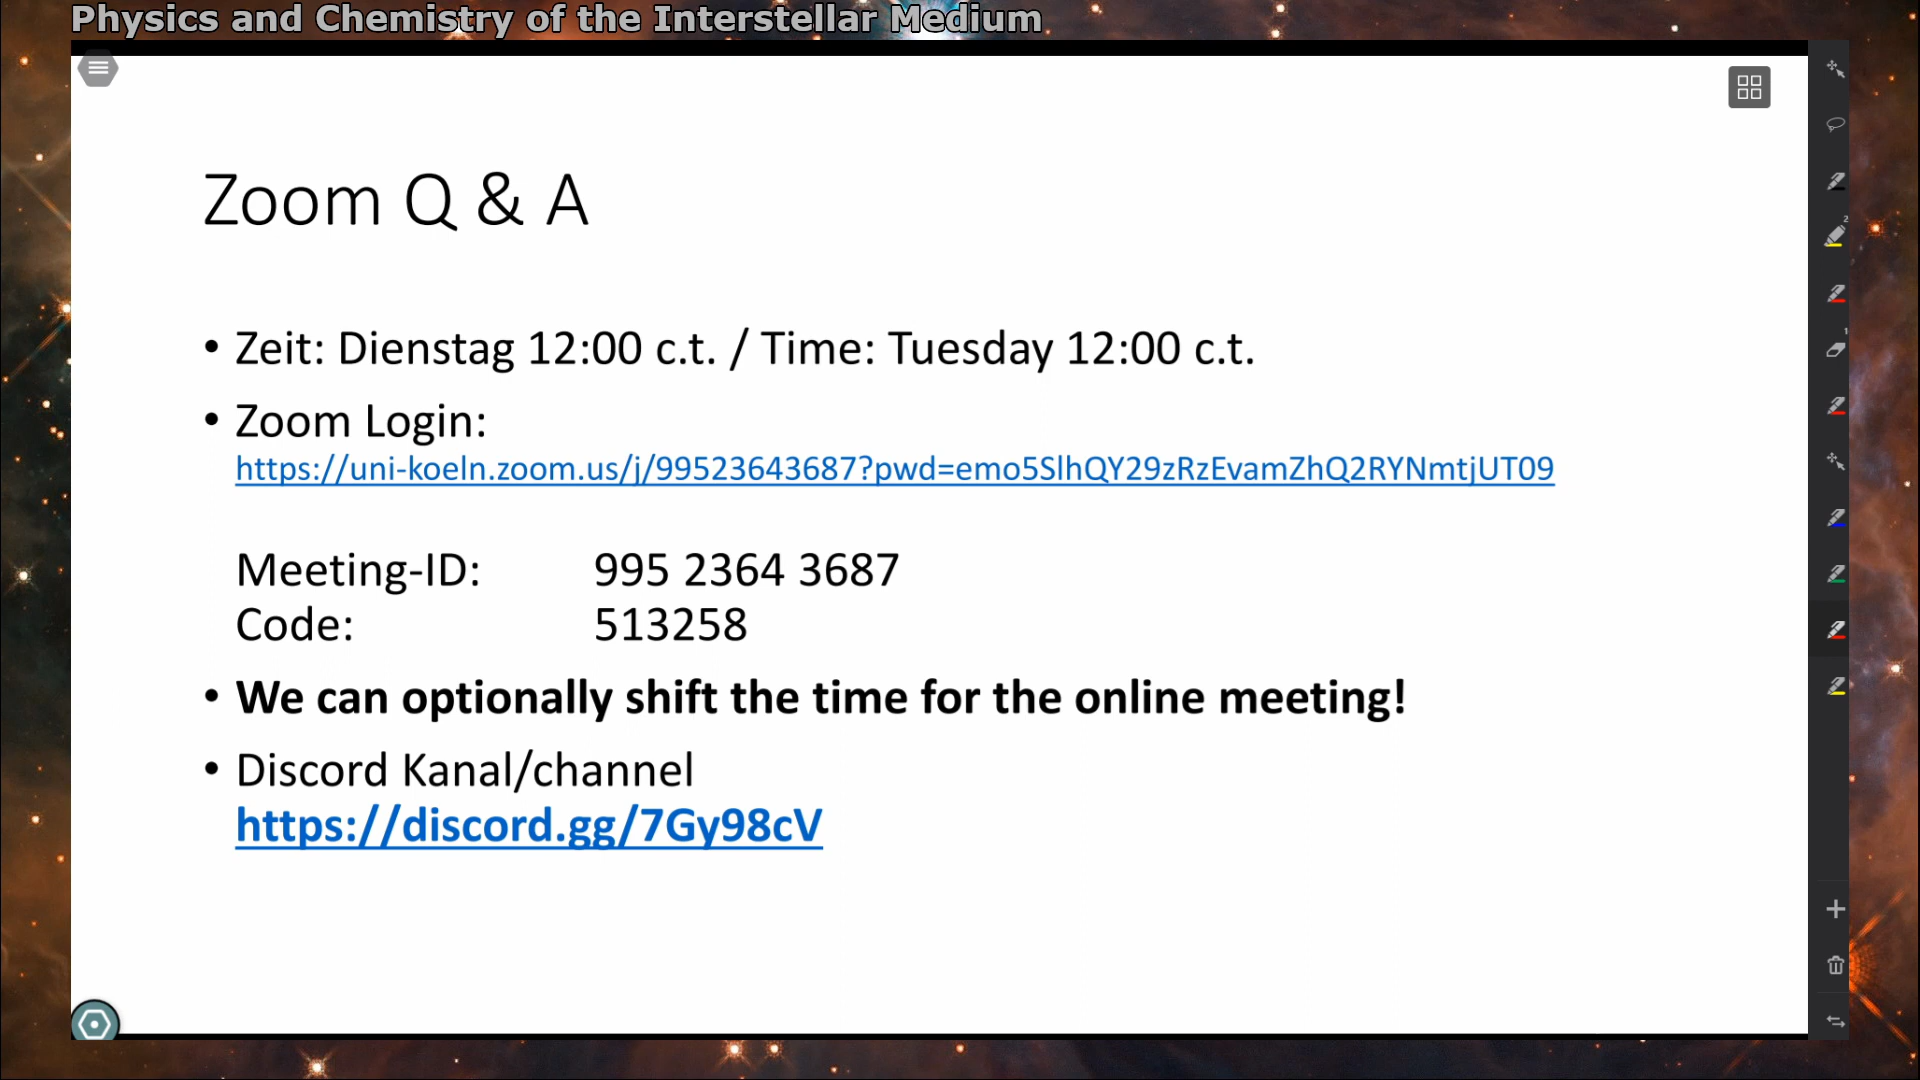 Physics and Chemistry of the Interstellar Medium
Zoom Q & A
• Zeit: Dienstag 12:00 c.t. / Time: Tuesday 12:00 c.t.
• Zoom Login:
https://uni-koeln.zoom.us/j/99523643687?pwd=emo5SlhQY29zRzEvamZhQ2RYNmtjUT09
Meeting-ID: 995 2364 3687
Code: 513258
• We can optionally shift the time for the online meeting!
• Discord Kanal/channel
https://discord.gg/7Gy98cV
2
1